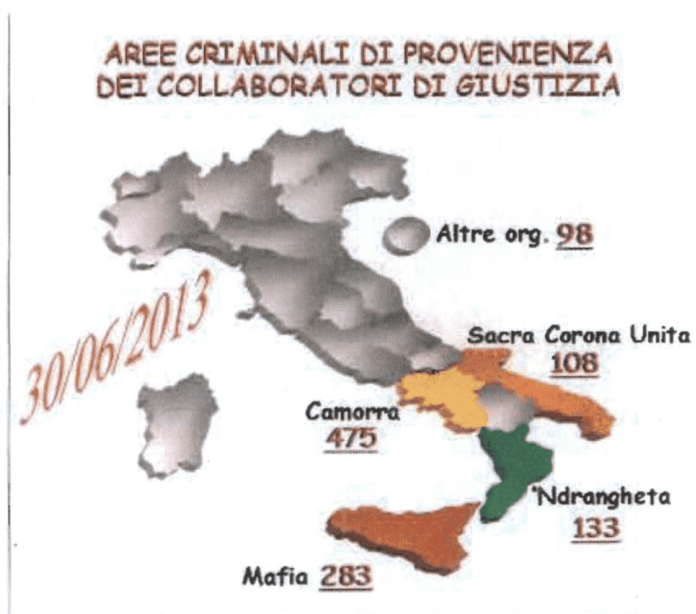 AREE CRIMINALI DI PROVENIENZA
DEI COLLABORATORI DI GIUSTIZIA
Altre org. 98
30/06/2013
Sacra Corona Unita
108
Camorra
475
'Ndrangheta
133
Mafia 283